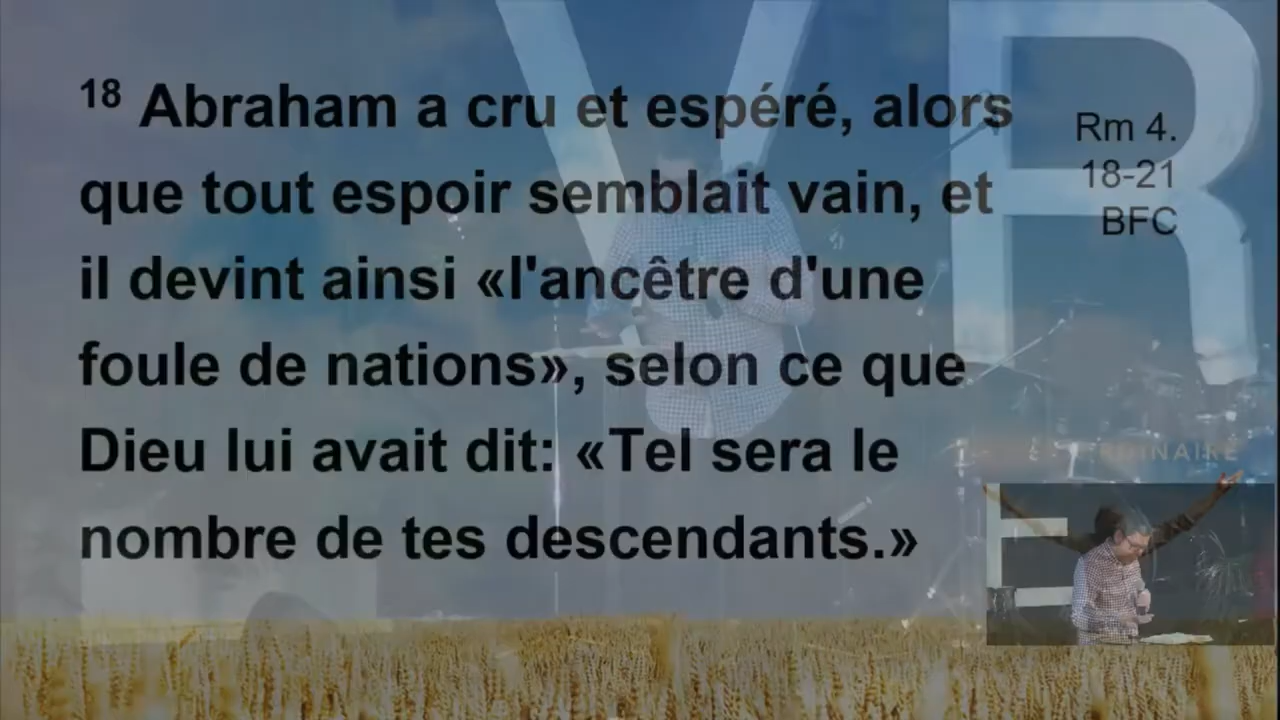 18 Abraham a cru et espéré, alors
que tout espoir semblait vain, et
il devint ainsi «l'ancêtre d'une
foule de nations», selon ce que
Dieu lui avait dit: «Tel sera le
nombre de tes descendants.»
Rm 4.
18-21
BFC
V R
E